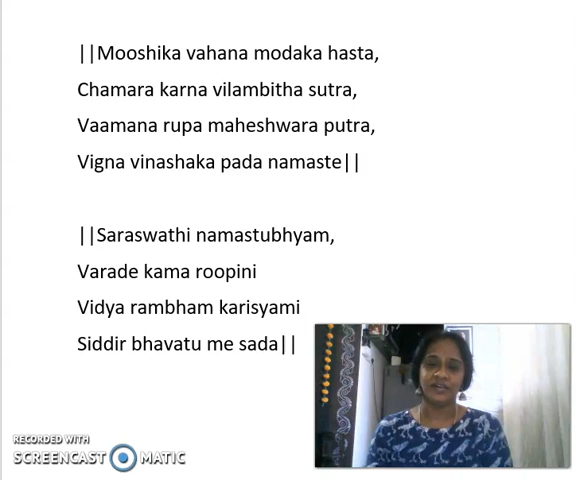 ||Mooshika vahana modaka hasta,
Chamara karna vilambitha sutra,
Vaamana rupa maheshwara putra,
Vigna vinashaka pada namaste||
||Saraswathi namastubhyam,
Varade kama roopini
Vidya rambham karisyami
Siddir bhavatu me sada||
RECORDED WITH
SCREENCAST MATIC